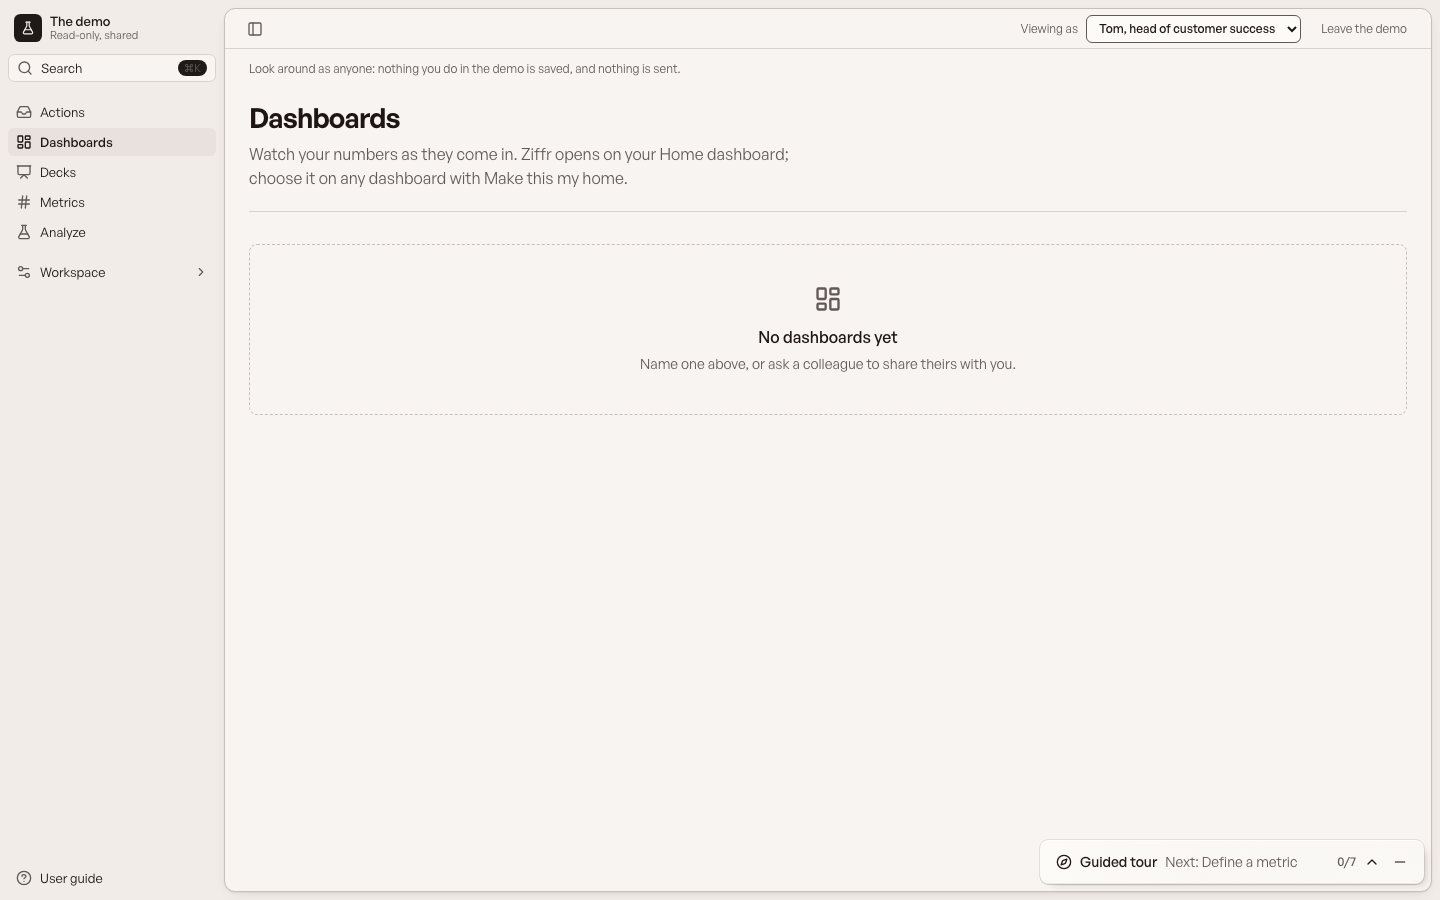 The demo
Read-only, shared
Search ⌘K
Actions
Dashboards
Decks
Metrics
Analyze
Workspace
User guide
Viewing as Tom, head of customer success Leave the demo
Look around as anyone: nothing you do in the demo is saved, and nothing is sent.
Dashboards
Watch your numbers as they come in. Ziffr opens on your Home dashboard;
choose it on any dashboard with Make this my home.
No dashboards yet
Name one above, or ask a colleague to share theirs with you.
Guided tour Next: Define a metric 0/7